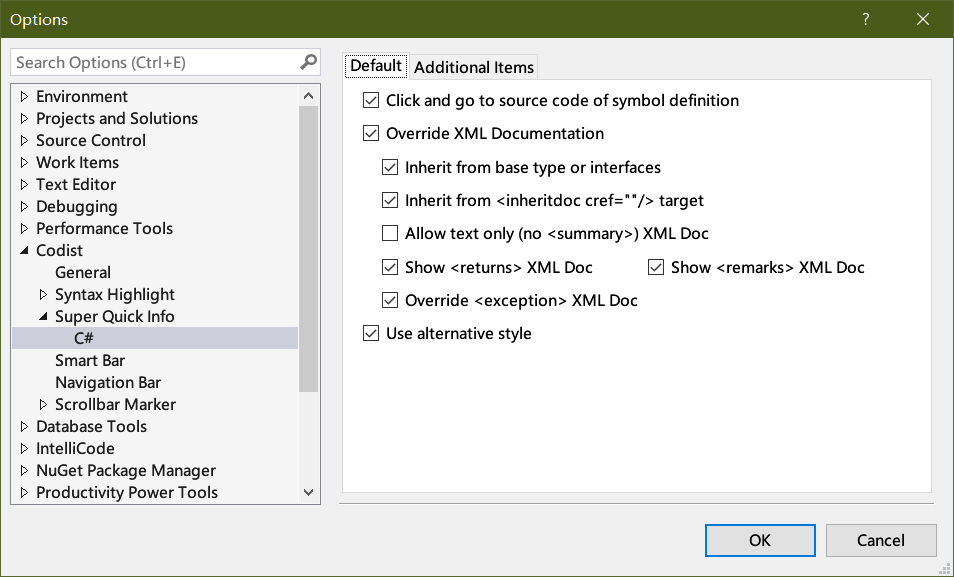 Options
?
Search Options (Ctrl+E)
Environment
Projects and Solutions
Source Control
Work Items
Text Editor
Debugging
Performance Tools
Codist
General
Syntax Highlight
Super Quick Info
C#
Smart Bar
Navigation Bar
Scrollbar Marker
Database Tools
IntelliCode
NuGet Package Manager
Productivity Power Tools
Default Additional Items
Click and go to source code of symbol definition
Override XML Documentation
Inherit from base type or interfaces
Inherit from <inheritdoc cref=""/> target
Allow text only (no <summary>) XML Doc
Show <returns> XML Doc Show <remarks> XML Doc
Override <exception> XML Doc
Use alternative style
OK Cancel